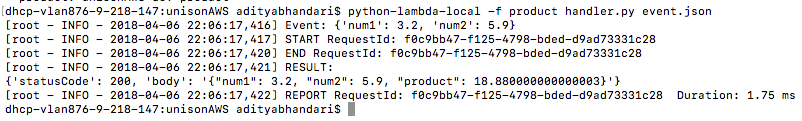 [dhcp-vlan876-9-218-147:unisonAWS adityabhandari$ python-lambda-local -f product handler.py event.json
[root - INFO - 2018-04-06 22:06:17,416] Event: {'num1': 3.2, 'num2': 5.9}
[root - INFO - 2018-04-06 22:06:17,417] START RequestId: f0c9bb47-f125-4798-bded-d9ad73331c28
[root - INFO - 2018-04-06 22:06:17,420] END RequestId: f0c9bb47-f125-4798-bded-d9ad73331c28
[root - INFO - 2018-04-06 22:06:17,421] RESULT:
{'statusCode': 200, 'body': '{"num1": 3.2, "num2": 5.9, "product": 18.880000000000003}'}
[root - INFO - 2018-04-06 22:06:17,422] REPORT RequestId: f0c9bb47-f125-4798-bded-d9ad73331c28  Duration: 1.75 ms
dhcp-vlan876-9-218-147:unisonAWS adityabhandari$